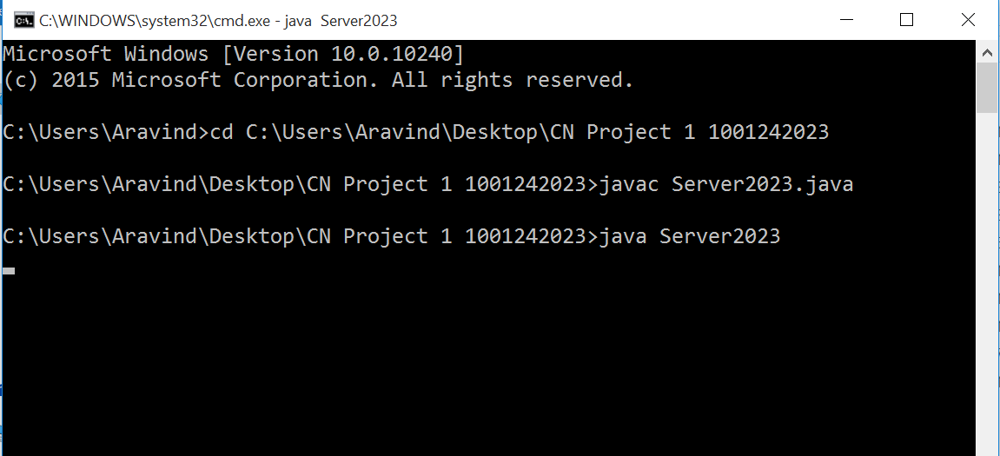 C:\WINDOWS\system32\cmd.exe - java  Server2023
Microsoft Windows [Version 10.0.10240]
(c) 2015 Microsoft Corporation. All rights reserved.
C:\Users\Aravind>cd C:\Users\Aravind\Desktop\CN Project 1 1001242023
C:\Users\Aravind\Desktop\CN Project 1 1001242023>javac Server2023.java
C:\Users\Aravind\Desktop\CN Project 1 1001242023>java Server2023